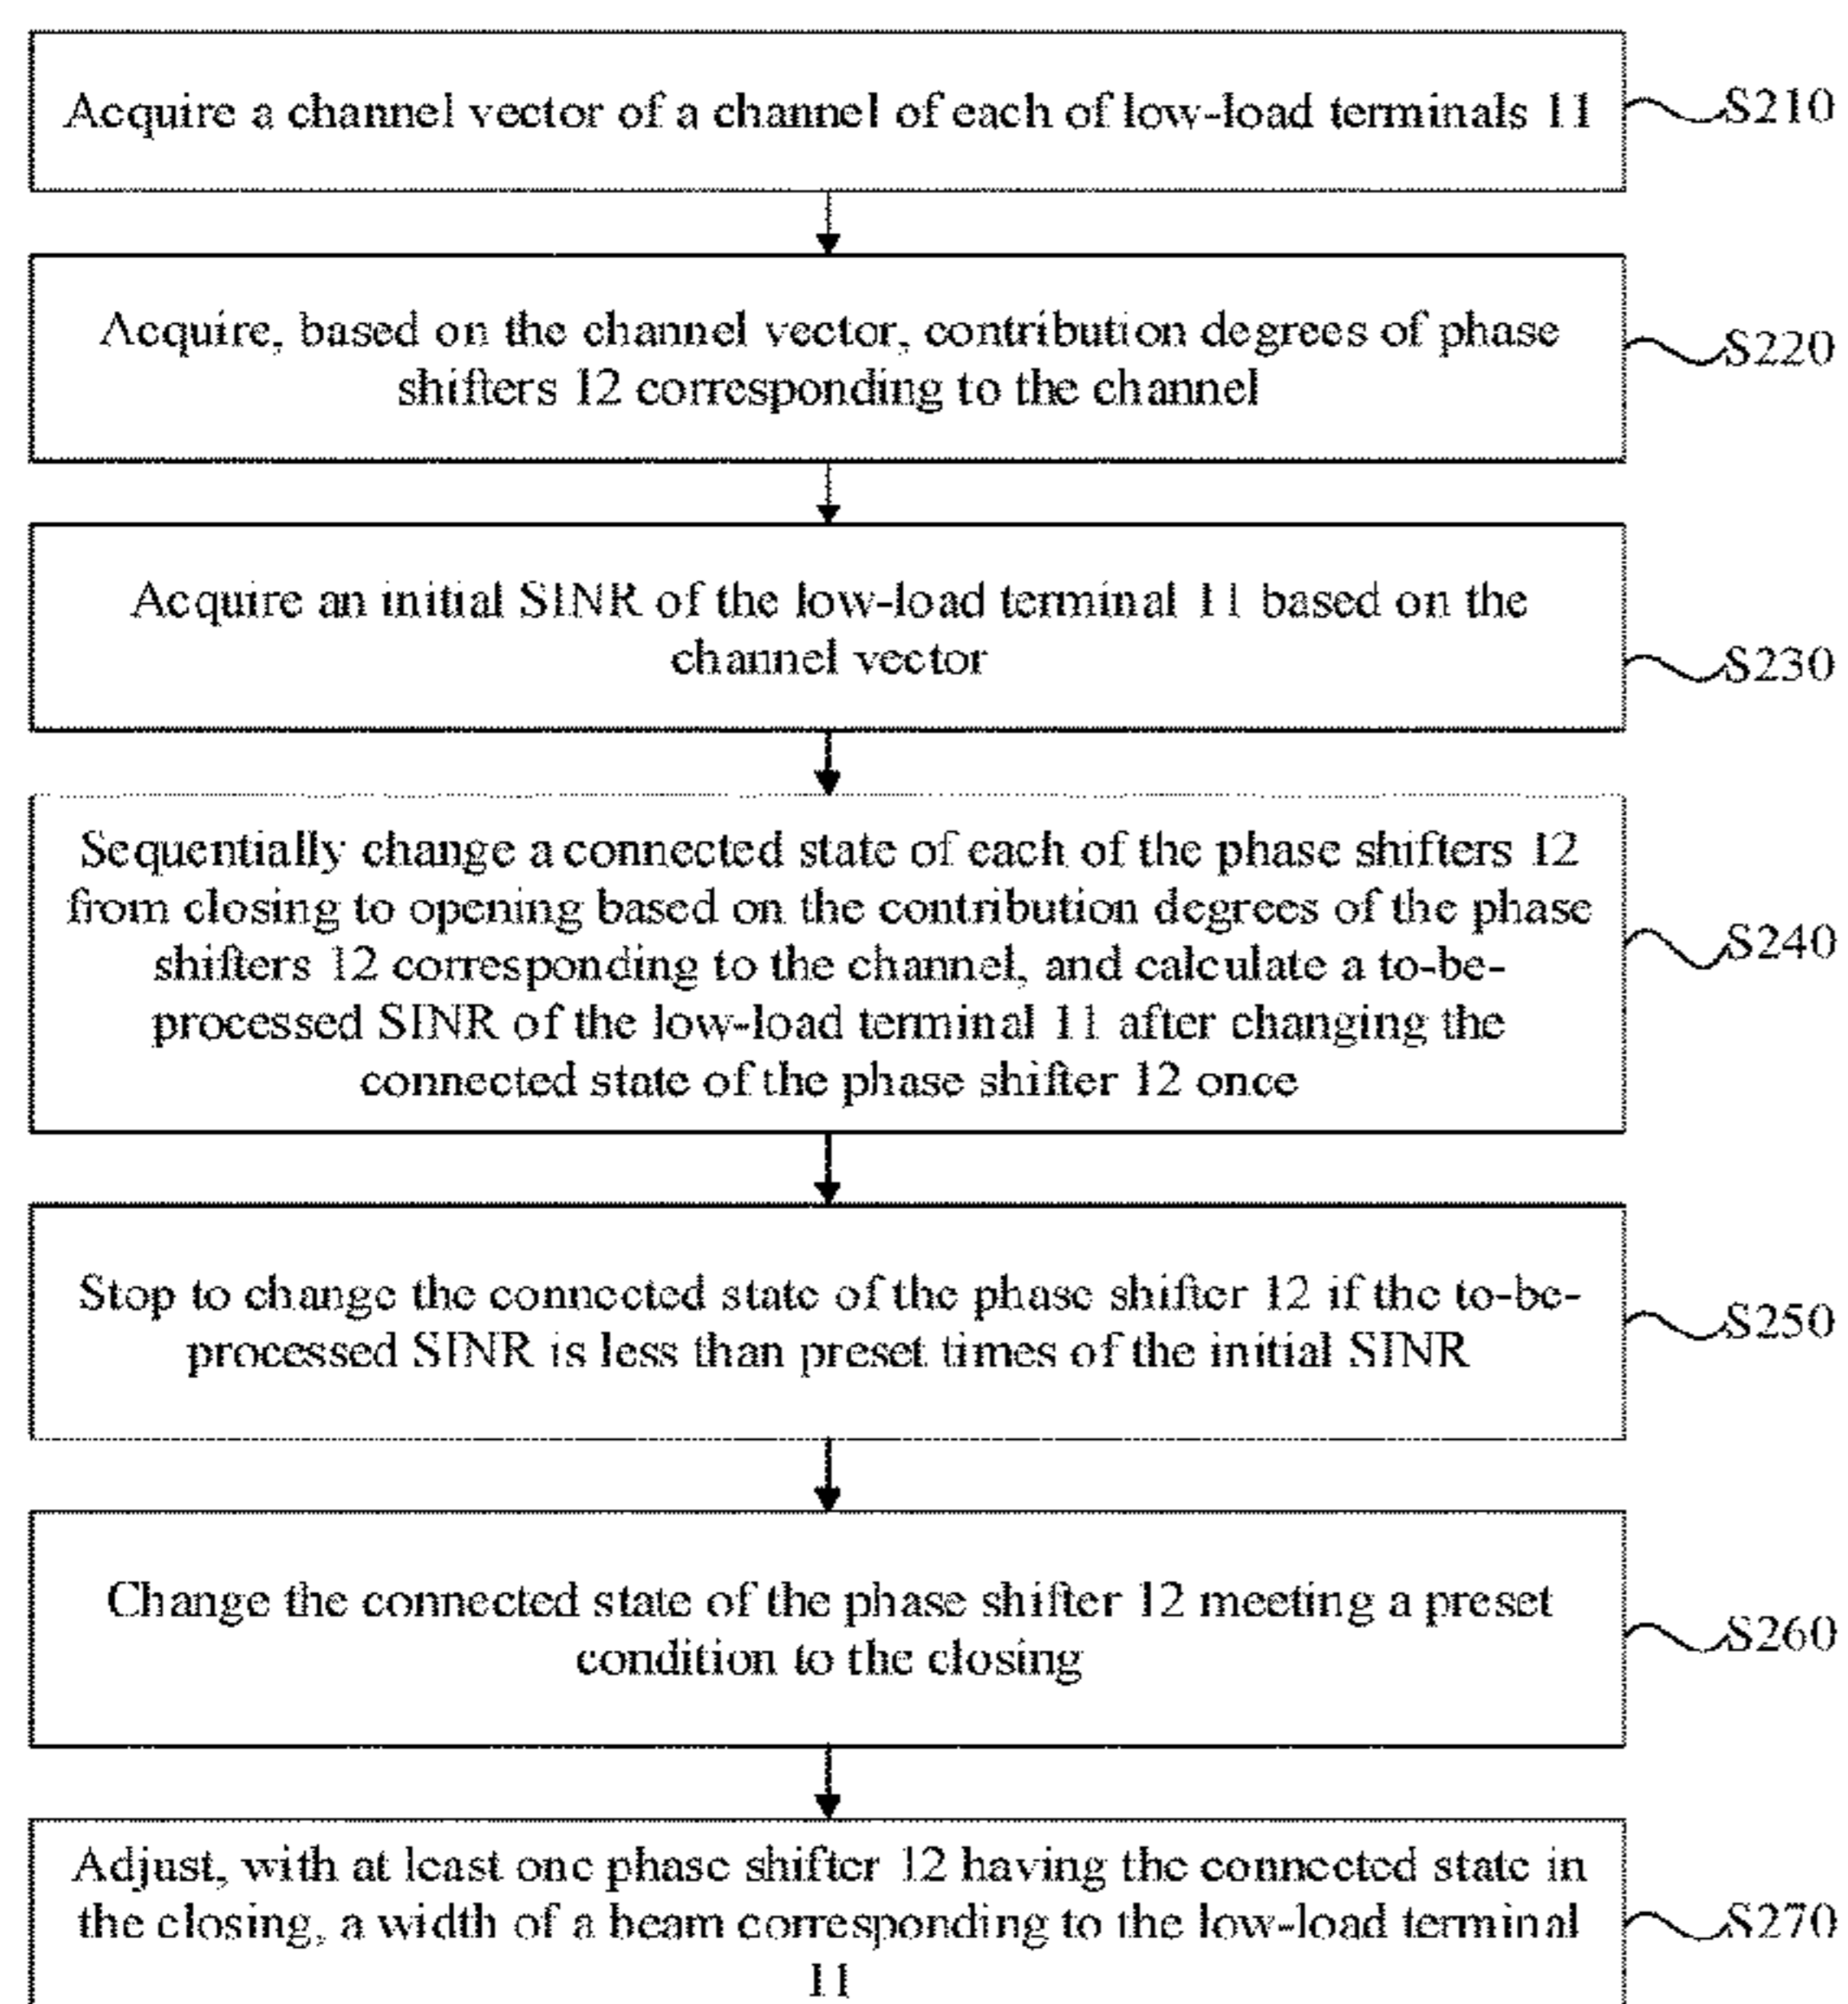 Acquire a channel vector of a channel of each of low-load terminals 11
S210
Acquire, based on the channel vector, contribution degrees of phase
shifters 12 corresponding to the channel
S220
Acquire an initial SINR of the low-load terminal 11 based on the
channel vector
S230
Sequentially change a connected state of each of the phase shifters 12
from closing to opening based on the contribution degrees of the phase
shifters 12 corresponding to the channel, and calculate a to-be-
processed SINR of the low-load terminal 11 after changing the
connected state of the phase shifter 12 once
S240
Stop to change the connected state of the phase shifter 12 if the to-be-
processed SINR is less than preset times of the initial SINR
S250
Change the connected state of the phase shifter 12 meeting a preset
condition to the closing
S260
Adjust, with at least one phase shifter 12 having the connected state in
the closing, a width of a beam corresponding to the low-load terminal
11
S270